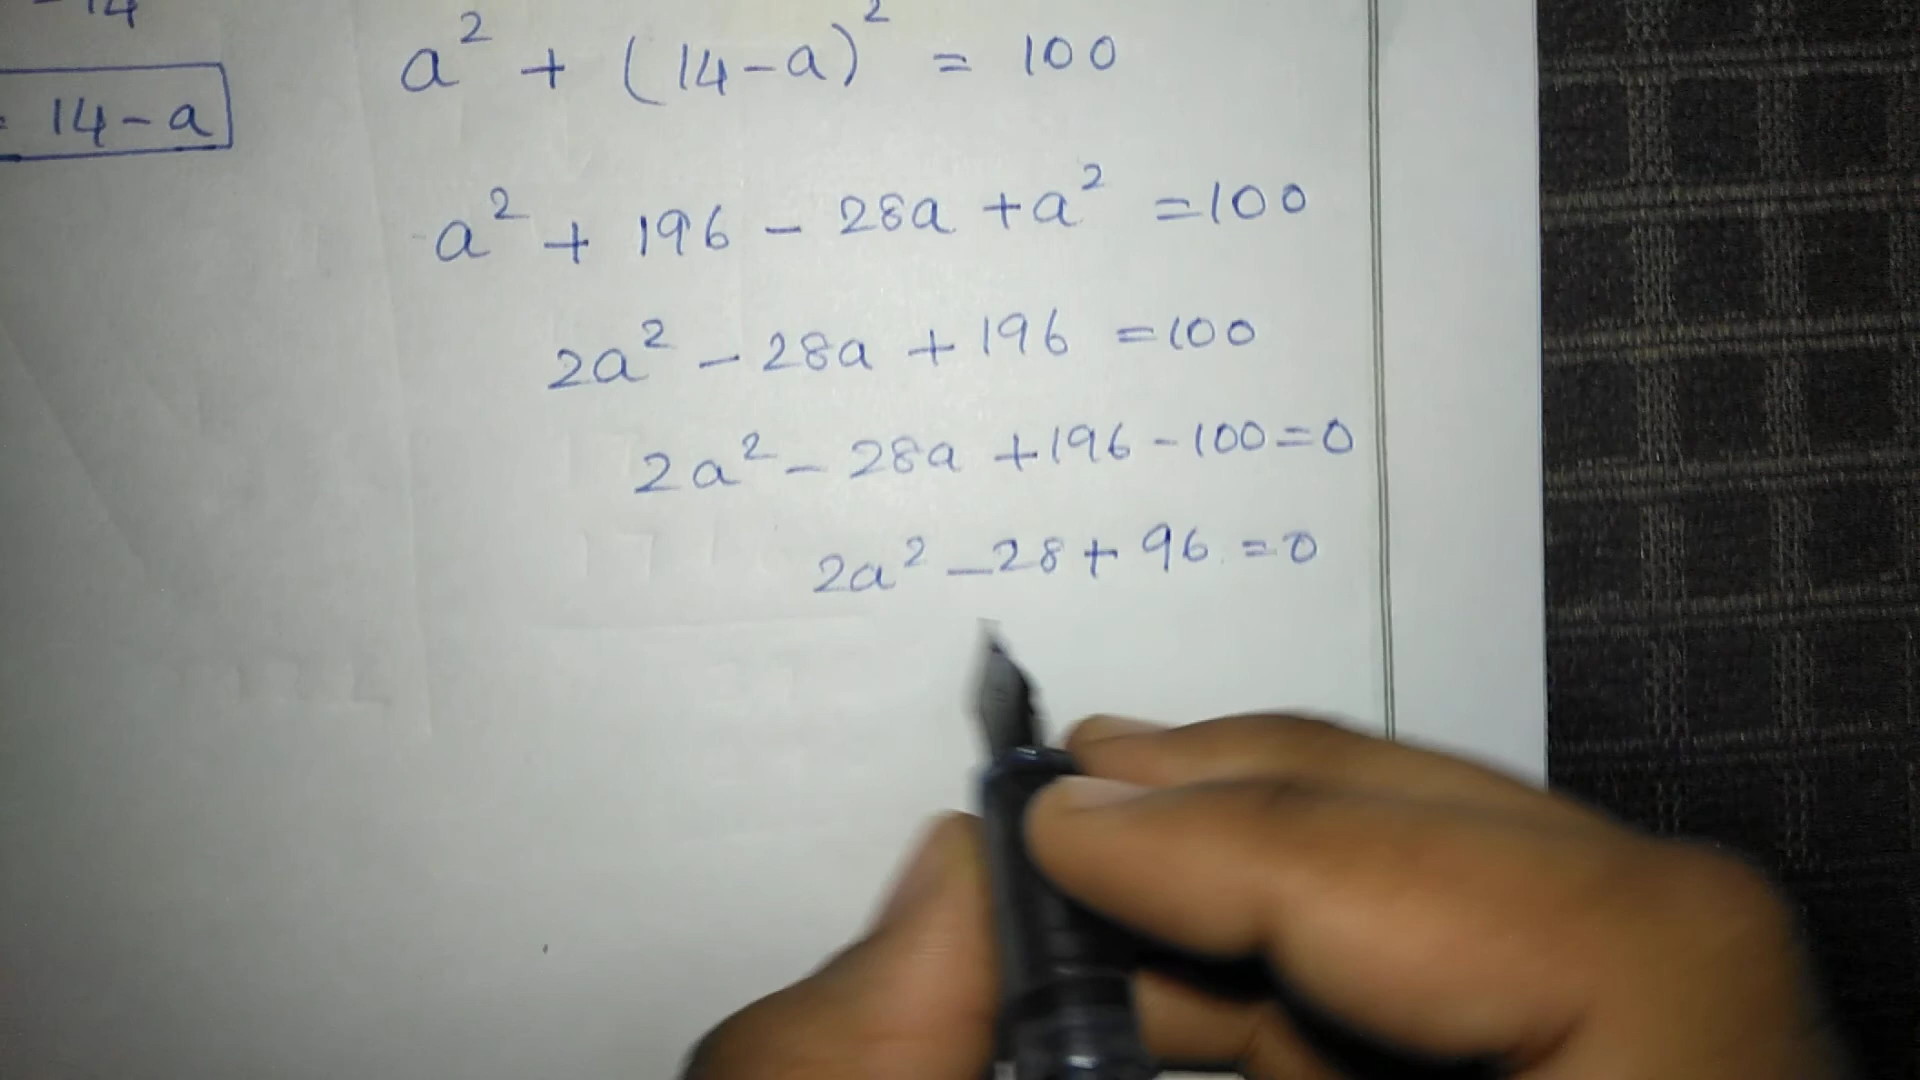 - 14
= 14-a
a² + (14-a)² = 100
a² + 196 - 28a + a² = 100
2a² - 28a + 196 = 100
2a² - 28a + 196 - 100 = 0
2a² - 28 + 96 = 0